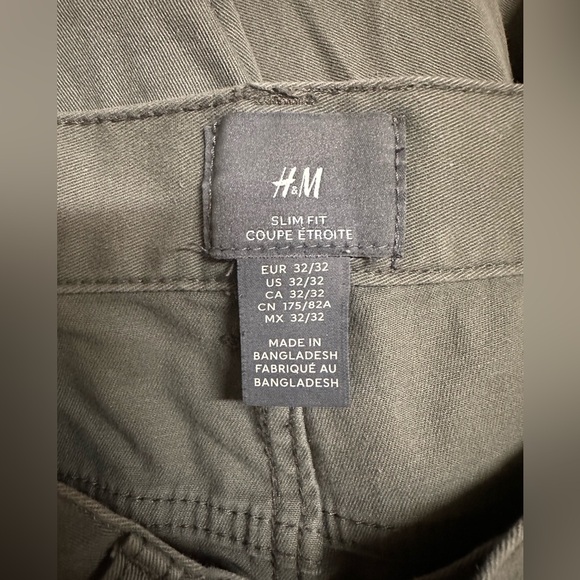 H&M
SLIM FIT
COUPE ÉTROITE
EUR 32/32
US 32/32
CA 32/32
CN 175/82A
MX 32/32
MADE IN
BANGLADESH
FABRIQUÉ AU
BANGLADESH